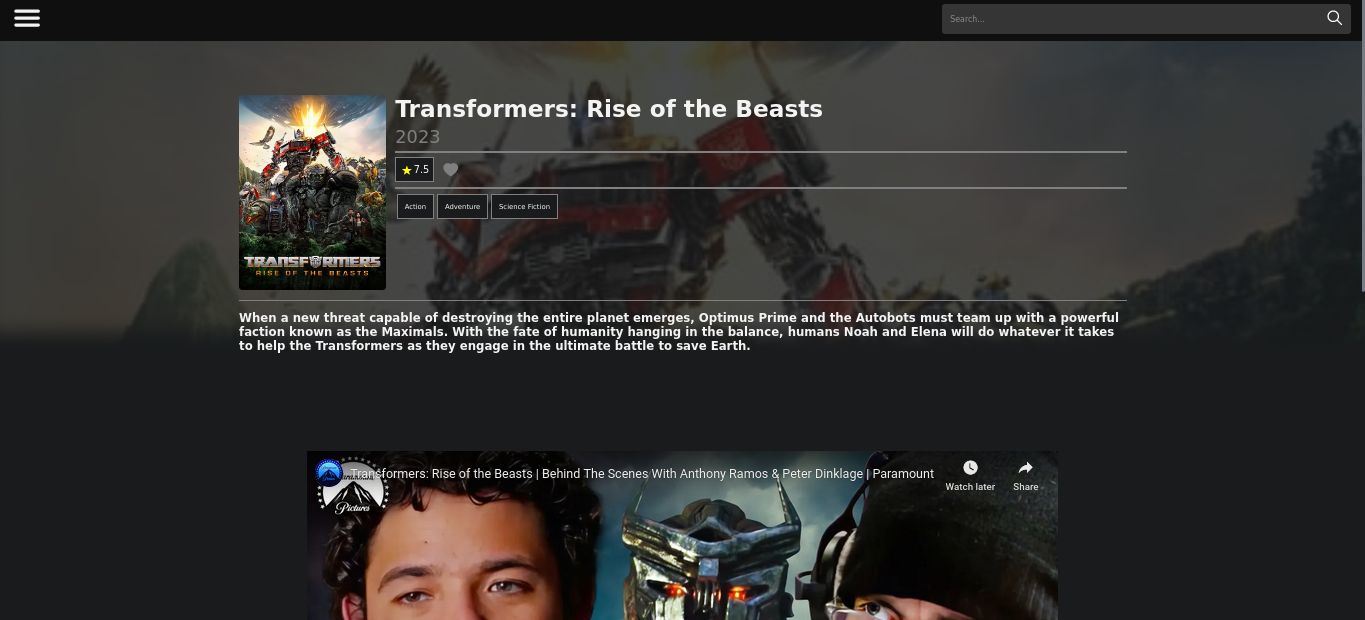 Search...
Transformers: Rise of the Beasts
2023
7.5
Action
Adventure
Science Fiction
TRANSFORMERS
RISE OF THE BEASTS
When a new threat capable of destroying the entire planet emerges, Optimus Prime and the Autobots must team up with a powerful
faction known as the Maximals. With the fate of humanity hanging in the balance, humans Noah and Elena will do whatever it takes
to help the Transformers as they engage in the ultimate battle to save Earth.
Transformers: Rise of the Beasts | Behind The Scenes With Anthony Ramos & Peter Dinklage | Paramount
Watch later
Share
Pictures